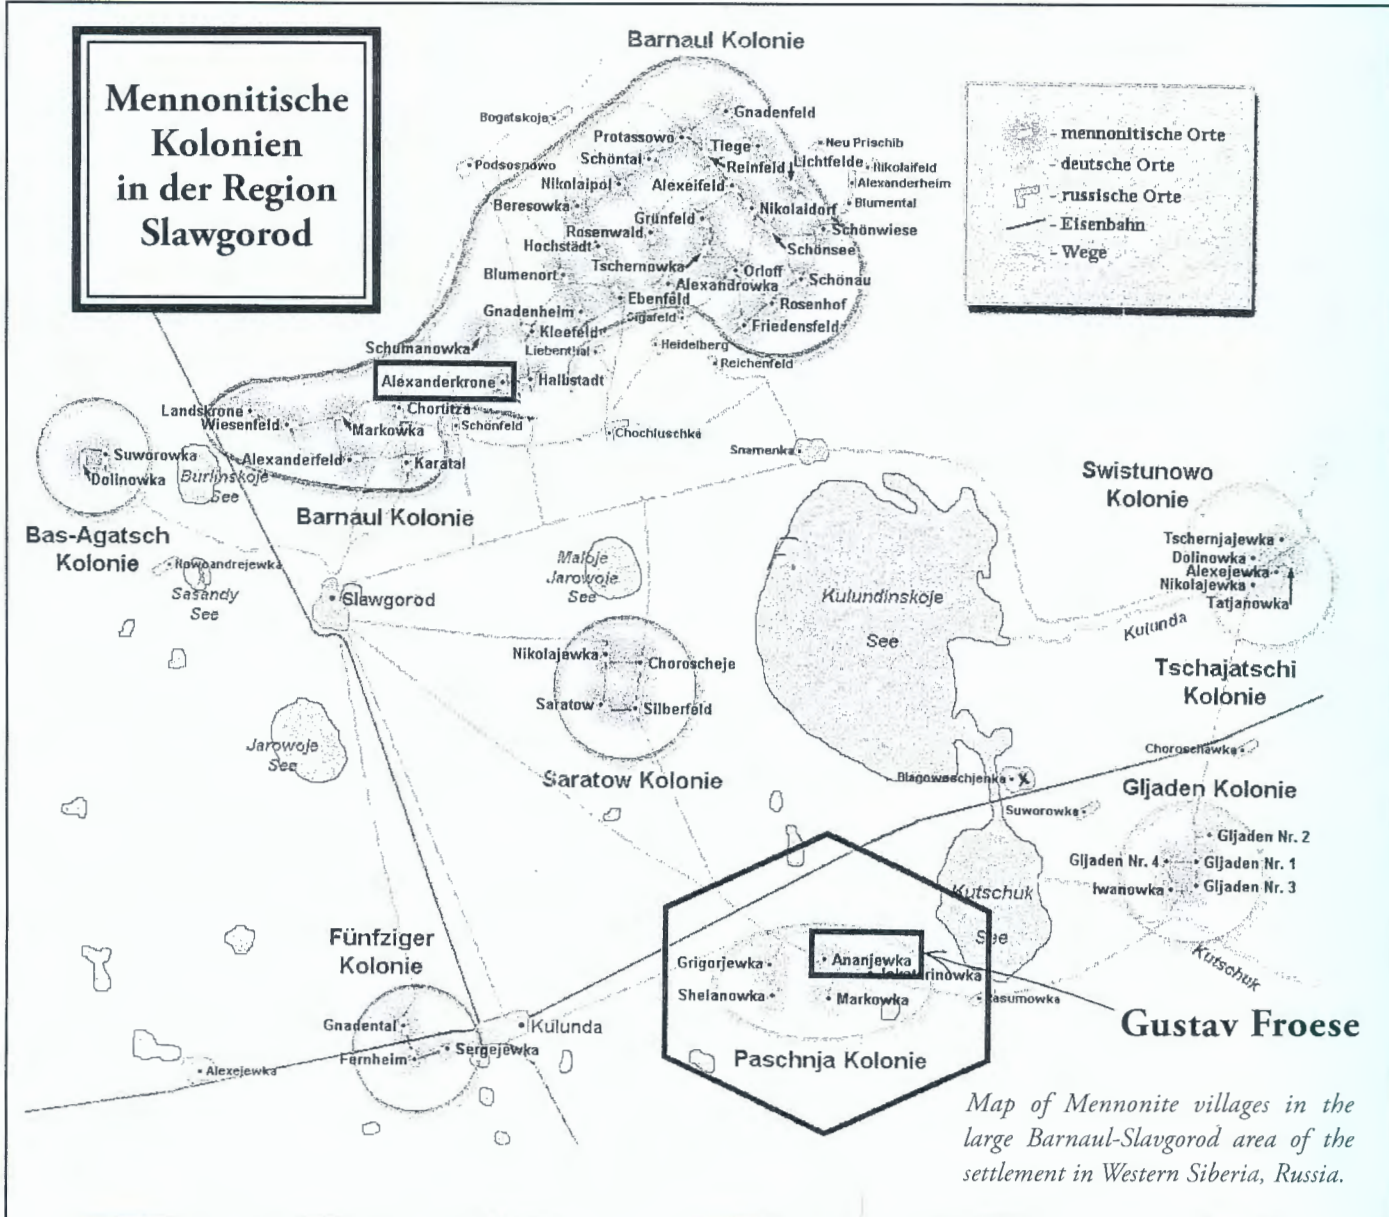 Mennonitische
Kolonien
in der Region
Slawgorod
Barnaul Kolonie
- mennonitische Orte
- deutsche Orte
- russische Orte
- Eisenbahn
- Wege
Bogatskoje
Gnadenfeld
Protassowo
Tiege
Neu Prischib
Podsosnowo
Schöntal
Reinfeld
Lichtfelde
Nikolaifeld
Nikolaipol
Alexeifeld
Alexanderheim
Beresowka
Nikolaidorf
Blumental
Grünfeld
Rosenwald
Schönwiese
Hochstädt
Schönsee
Tschernowka
Orloff
Blumenort
Alexandrowka
Schönau
Ebenfeld
Rosenhof
Gnadenheim
Friedensfeld
Kleefeld
Heidelberg
Schumanowka
Liebenthal
Reichenfeld
Alexanderkrone
Halbstadt
Landskrone
Chortitza
Wiesenfeld
Markowka
Schönfeld
Chochluschka
Snamenka
Suworowka
Alexanderfeld
Karatal
Dolinowka
Burlinskoje
See
Swistunowo
Kolonie
Barnaul Kolonie
Bas-Agatsch
Kolonie
Nowoandrejewka
Sasandy
See
Slawgorod
Maloje
Jarowoje
See
Kulundinskoje
See
Tschernjajewka
Dolinowka
Alexejewka
Nikolajewka
Tatjanowka
Kulunda
Nikolajewka
Choroscheje
Saratow
Silberfeld
Tschajatschi
Kolonie
Jarowoje
See
Saratow Kolonie
Choroschawka
Blagoweschjenka
X
Gljaden Kolonie
Suworowka
Gljaden Nr. 2
Gljaden Nr. 4
Gljaden Nr. 1
Iwanowka
Gljaden Nr. 3
Kutschuk
See
Kutschuk
Fünfziger
Kolonie
Grigorjewka
Ananjewka
Shelanowka
Markowka
Gnadental
Kulunda
Fernheim
Sergejewka
Alexejewka
Paschnja Kolonie
Gustav Froese
Map of Mennonite villages in the
large Barnaul-Slavgorod area of the
settlement in Western Siberia, Russia.